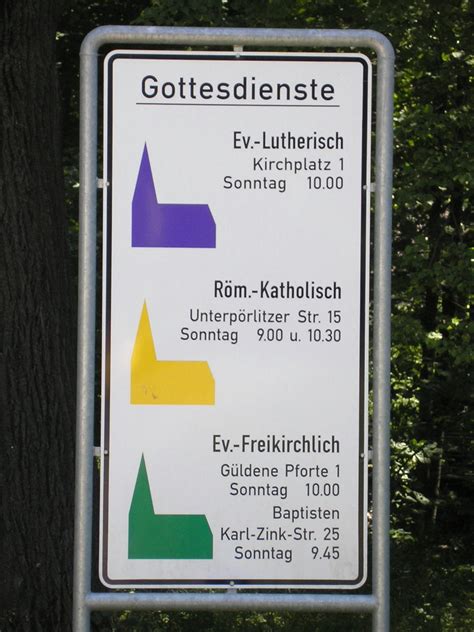 Gottesdienste
Ev.-Lutherisch
Kirchplatz 1
Sonntag 10.00
Röm.-Katholisch
Unterpörlitzer Str. 15
Sonntag 9.00 u. 10.30
Ev.-Freikirchlich
Güldene Pforte 1
Sonntag 10.00
Baptisten
Karl-Zink-Str. 25
Sonntag 9.45